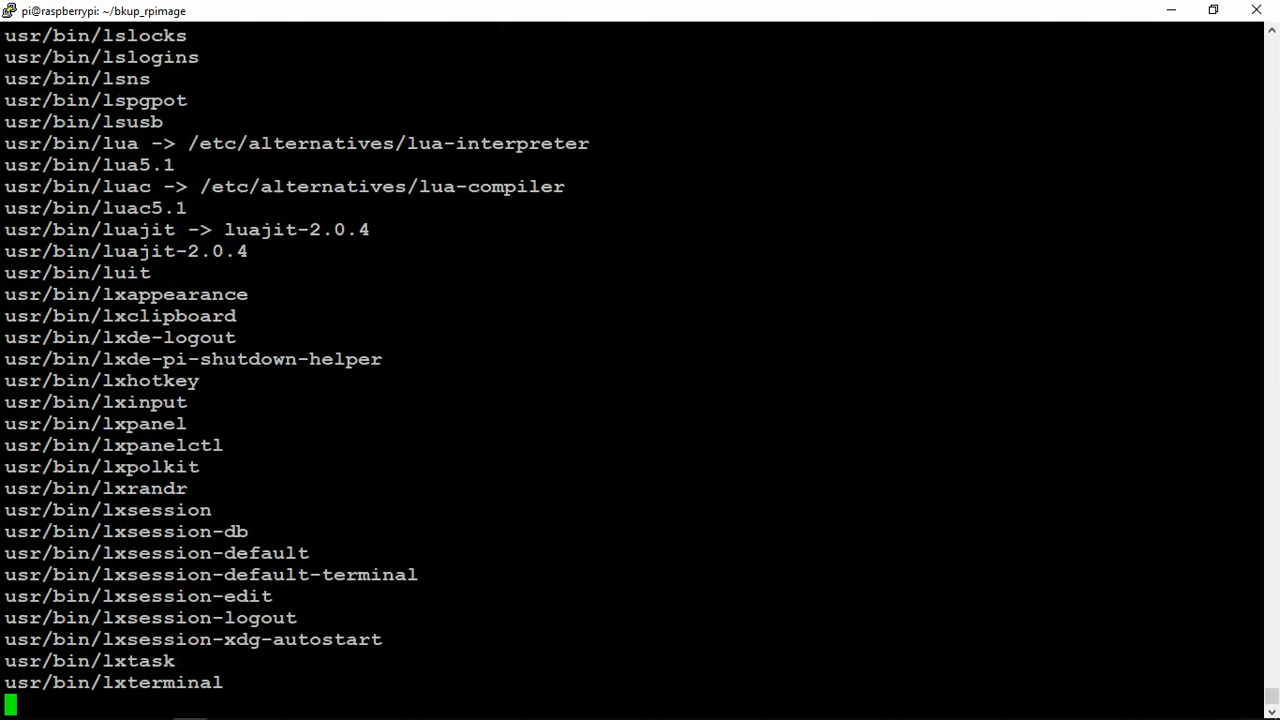 pi@raspberrypi: ~/bkup_rpimage
usr/bin/lslocks
usr/bin/lslogins
usr/bin/lsns
usr/bin/lspgpot
usr/bin/lsusb
usr/bin/lua -> /etc/alternatives/lua-interpreter
usr/bin/lua5.1
usr/bin/luac -> /etc/alternatives/lua-compiler
usr/bin/luac5.1
usr/bin/luajit -> luajit-2.0.4
usr/bin/luajit-2.0.4
usr/bin/luit
usr/bin/lxappearance
usr/bin/lxclipboard
usr/bin/lxde-logout
usr/bin/lxde-pi-shutdown-helper
usr/bin/lxhotkey
usr/bin/lxinput
usr/bin/lxpanel
usr/bin/lxpanelctl
usr/bin/lxpolkit
usr/bin/lxrandr
usr/bin/lxsession
usr/bin/lxsession-db
usr/bin/lxsession-default
usr/bin/lxsession-default-terminal
usr/bin/lxsession-edit
usr/bin/lxsession-logout
usr/bin/lxsession-xdg-autostart
usr/bin/lxtask
usr/bin/lxterminal